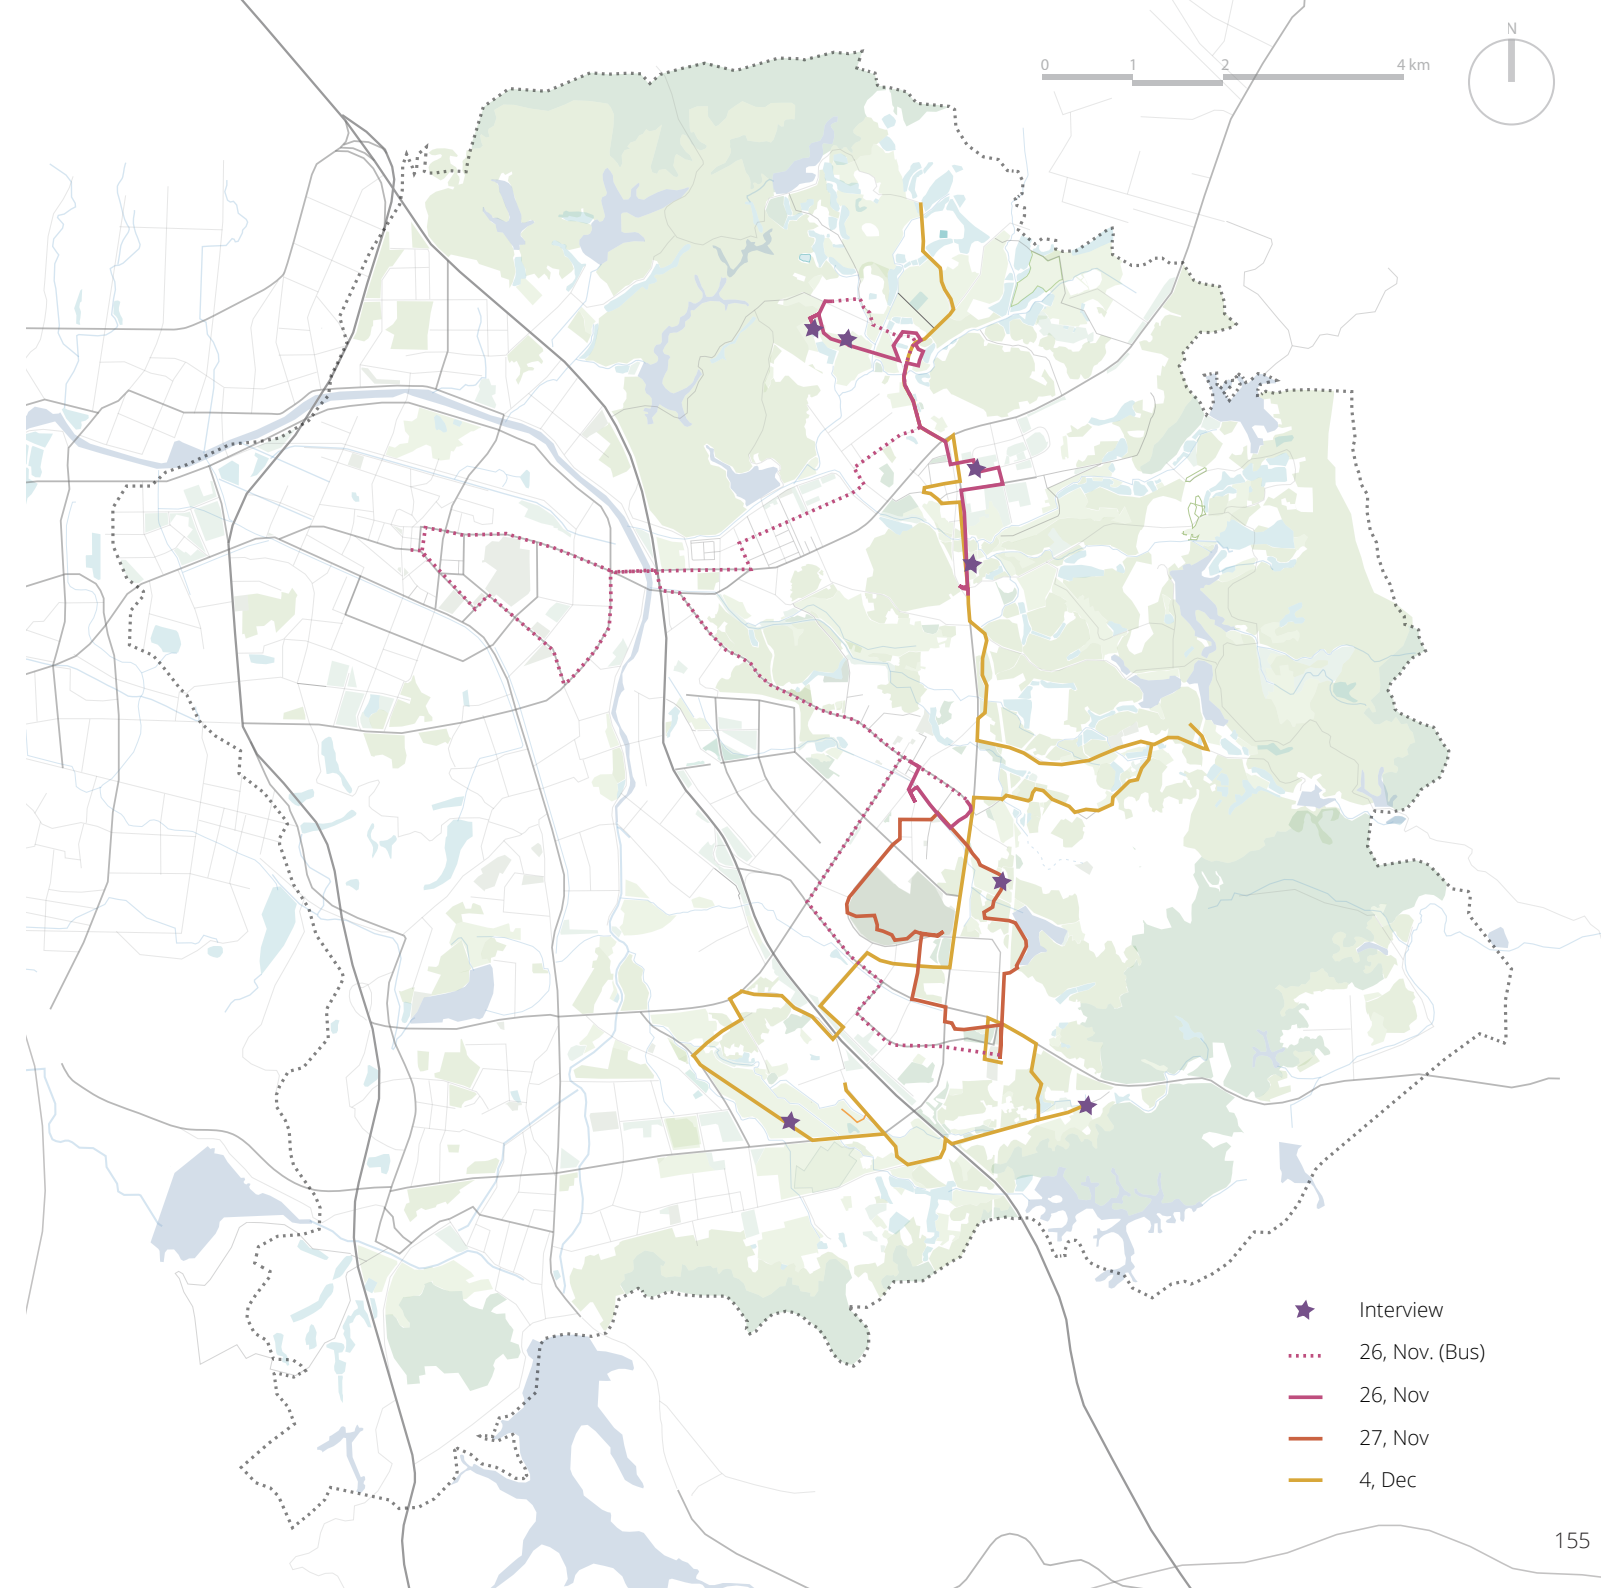 N
0 1 2 4 km
Interview
26, Nov. (Bus)
26, Nov
27, Nov
4, Dec
155